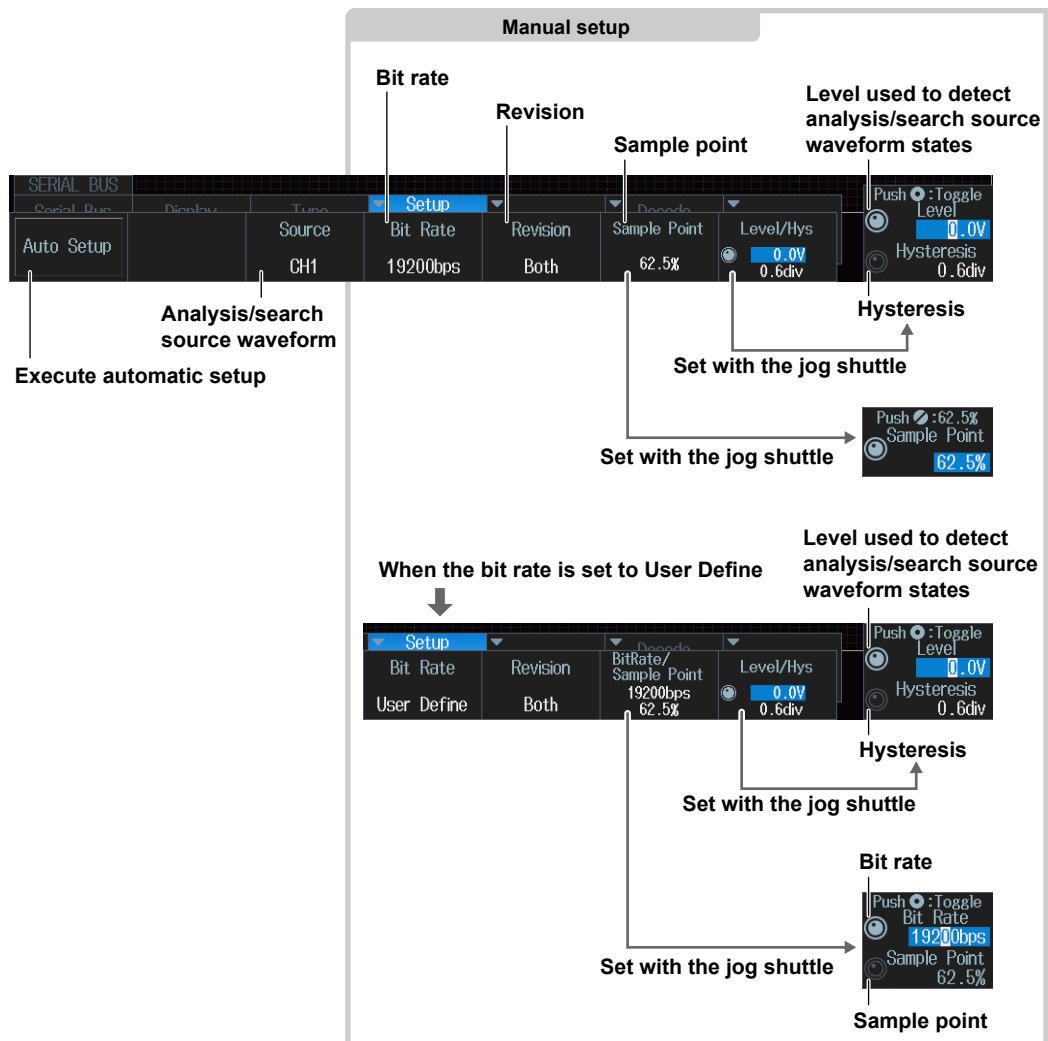 Manual setup
Bit rate
Revision
Sample point
Level used to detect
analysis/search source
waveform states
SERIAL BUS
Serial Bus Display Type Setup Decode
Auto Setup
Source
CH1
Bit Rate
19200bps
Revision
Both
Sample Point
62.5%
Level/Hys
0.0V
0.6div
Push :Toggle
Level
0.0V
Hysteresis
0.6div
Analysis/search
source waveform
Execute automatic setup
Hysteresis
Set with the jog shuttle
Push :62.5%
Sample Point
62.5%
Set with the jog shuttle
When the bit rate is set to User Define
Level used to detect
analysis/search source
waveform states
Setup Decode
Bit Rate
User Define
Revision
Both
BitRate/
Sample Point
19200bps
62.5%
Level/Hys
0.0V
0.6div
Push :Toggle
Level
0.0V
Hysteresis
0.6div
Hysteresis
Set with the jog shuttle
Bit rate
Push :Toggle
Bit Rate
19200bps
Sample Point
62.5%
Set with the jog shuttle
Sample point